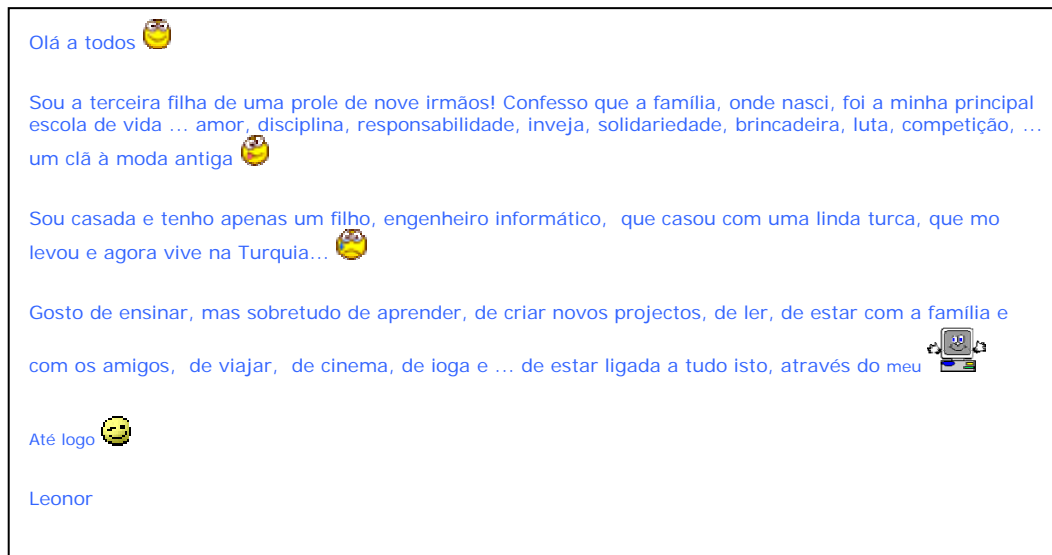 Olá a todos
Sou a terceira filha de uma prole de nove irmãos! Confesso que a família, onde nasci, foi a minha principal
escola de vida ... amor, disciplina, responsabilidade, inveja, solidariedade, brincadeira, luta, competição, ...
um clã à moda antiga
Sou casada e tenho apenas um filho, engenheiro informático, que casou com uma linda turca, que mo
levou e agora vive na Turquia...
Gosto de ensinar, mas sobretudo de aprender, de criar novos projectos, de ler, de estar com a família e
com os amigos, de viajar, de cinema, de ioga e ... de estar ligada a tudo isto, através do meu
Até logo
Leonor